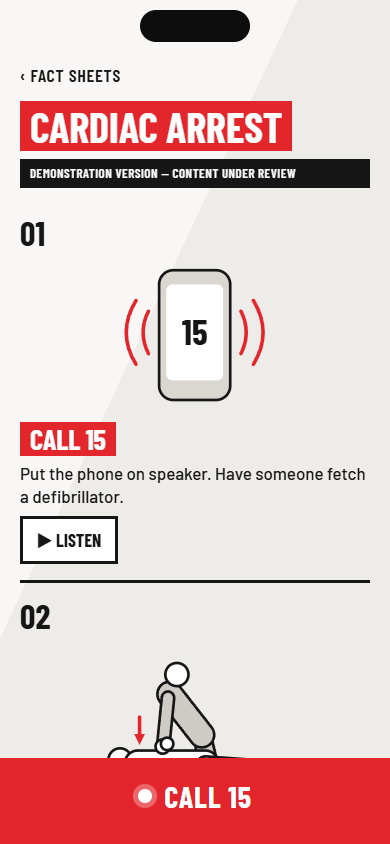 ‹ FACT SHEETS
CARDIAC ARREST
DEMONSTRATION VERSION – CONTENT UNDER REVIEW
01
15
CALL 15
Put the phone on speaker. Have someone fetch
a defibrillator.
▶ LISTEN
02
CALL 15